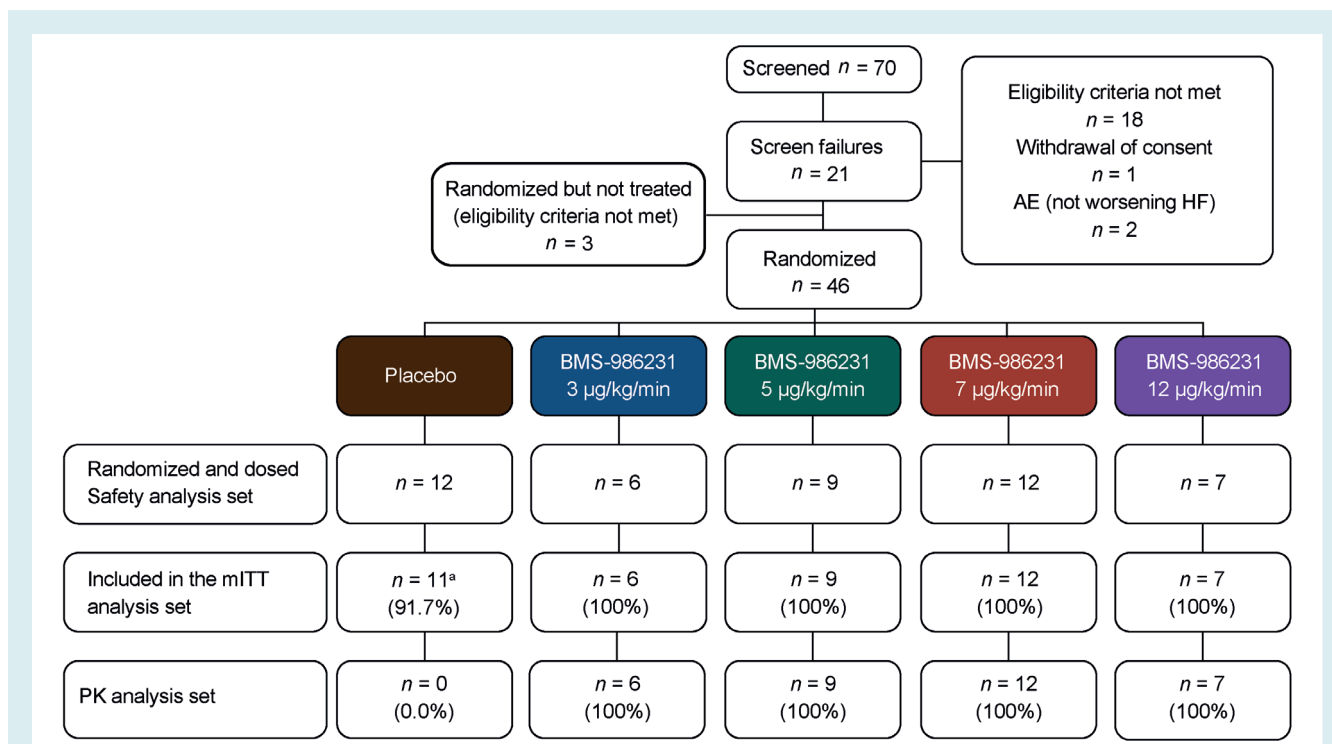 Screened n = 70
Eligibility criteria not met
n = 18
Withdrawal of consent
n = 1
AE (not worsening HF)
n = 2
Screen failures
n = 21
Randomized but not treated
(eligibility criteria not met)
n = 3
Randomized
n = 46
Placebo
BMS-986231
3 µg/kg/min
BMS-986231
5 µg/kg/min
BMS-986231
7 µg/kg/min
BMS-986231
12 µg/kg/min
Randomized and dosed
Safety analysis set
n = 12
n = 6
n = 9
n = 12
n = 7
Included in the mITT
analysis set
n = 11ᵃ
(91.7%)
n = 6
(100%)
n = 9
(100%)
n = 12
(100%)
n = 7
(100%)
PK analysis set
n = 0
(0.0%)
n = 6
(100%)
n = 9
(100%)
n = 12
(100%)
n = 7
(100%)